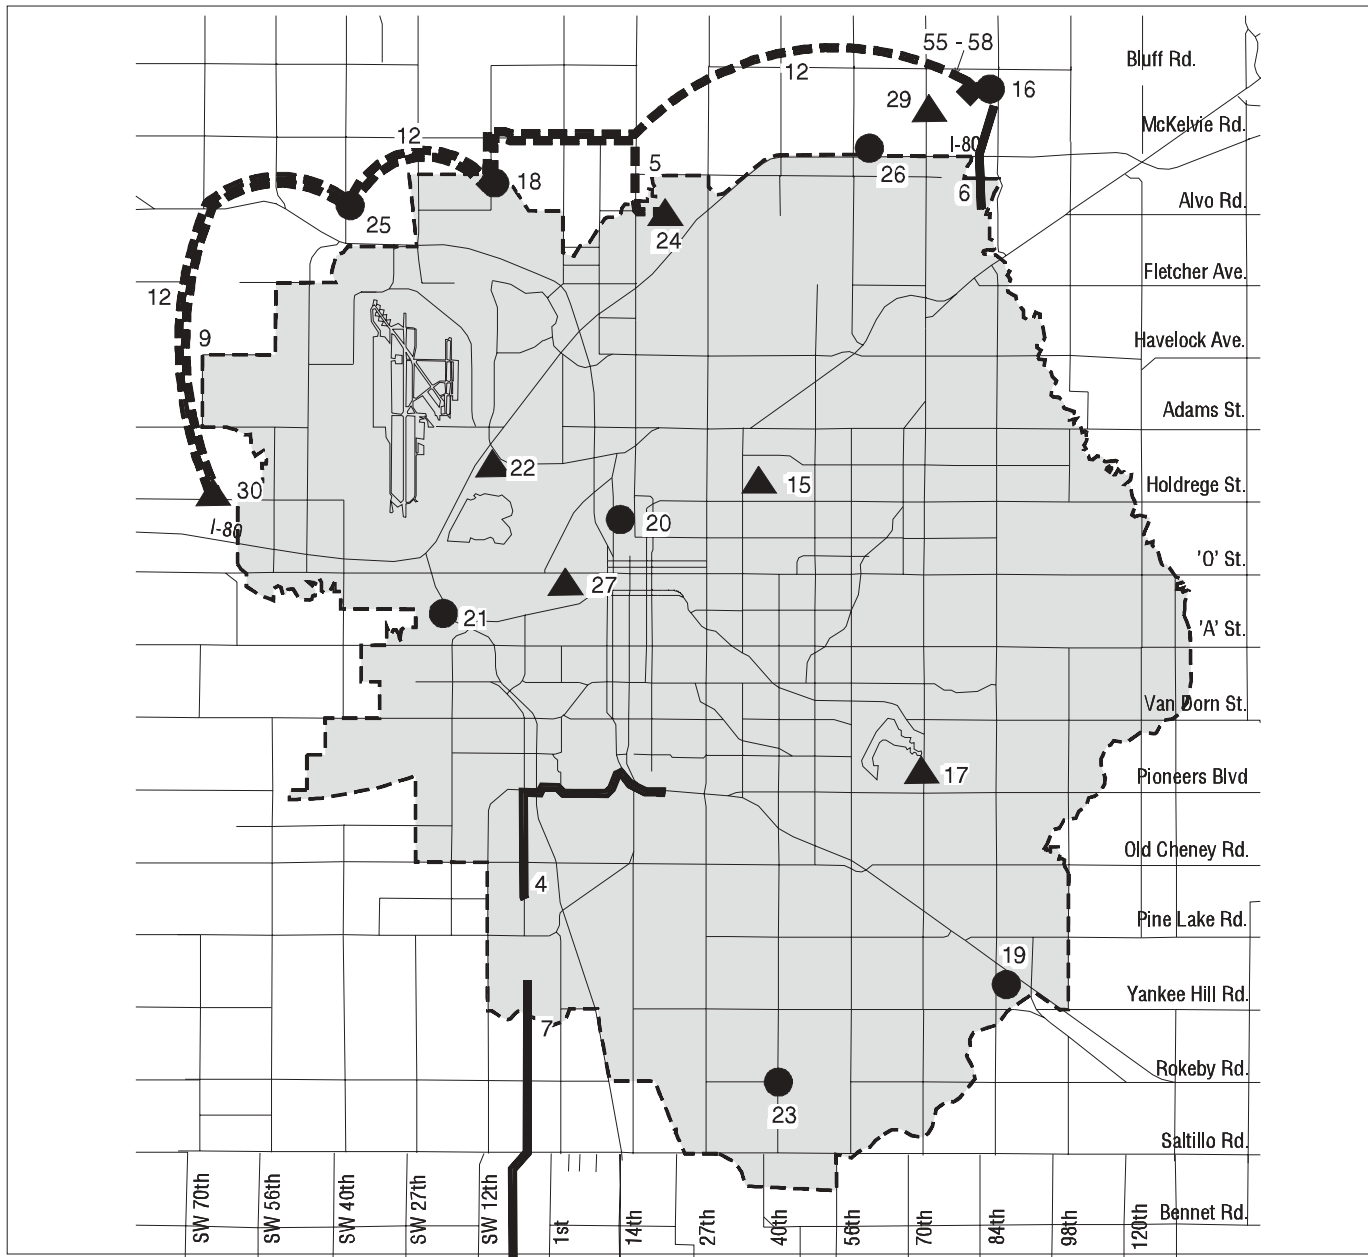 55 - 58
Bluff Rd.
12
29
16
12
McKelvie Rd.
I-80
5
26
18
6
Alvo Rd.
25
24
Fletcher Ave.
12
9
Havelock Ave.
Adams St.
22
15
Holdrege St.
30
20
I-80
'O' St.
27
21
'A' St.
Van Dorn St.
17
Pioneers Blvd
Old Cheney Rd.
4
Pine Lake Rd.
19
Yankee Hill Rd.
7
Rokeby Rd.
23
Saltillo Rd.
SW 70th
SW 56th
SW 40th
SW 27th
SW 12th
1st
14th
27th
40th
56th
70th
84th
98th
120th
Bennet Rd.